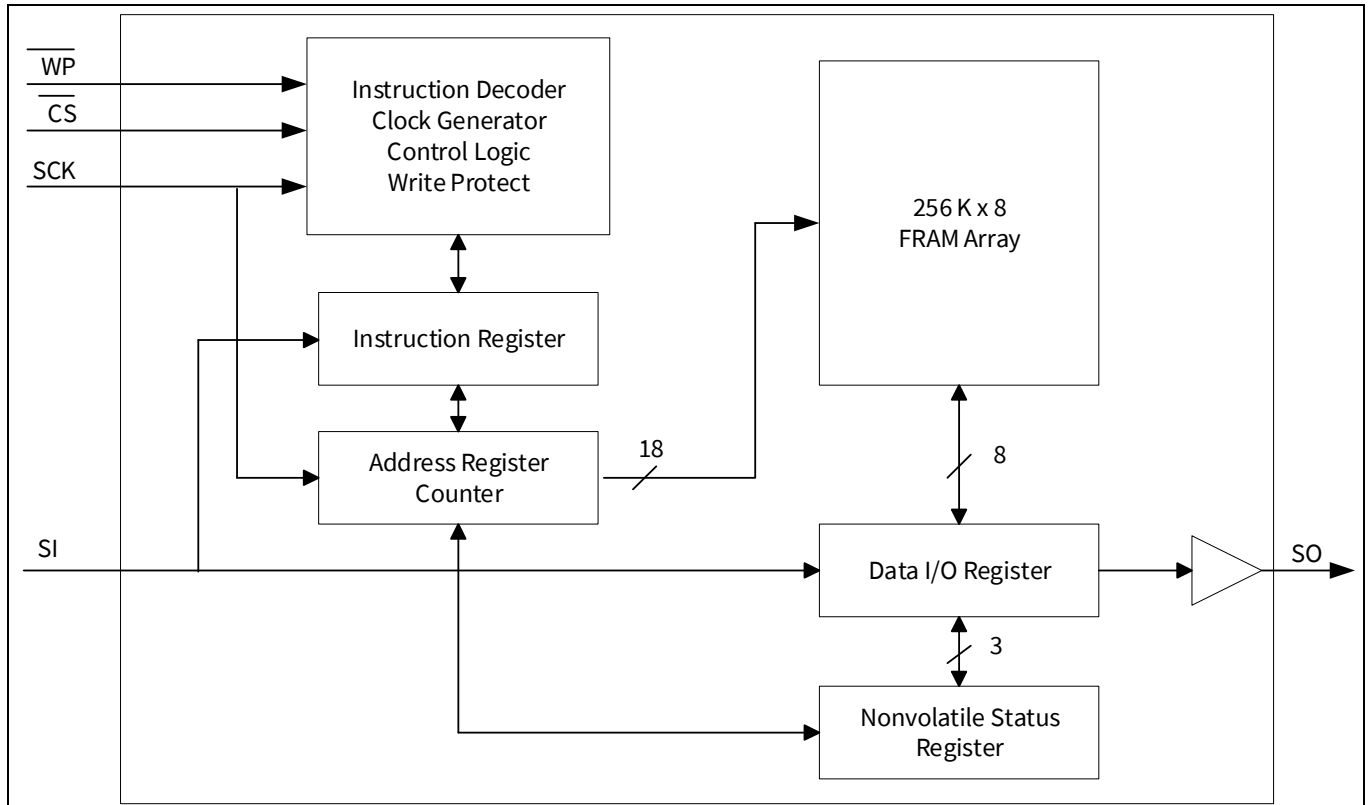 WP
CS
SCK
Instruction Decoder
Clock Generator
Control Logic
Write Protect
256 K x 8
FRAM Array
Instruction Register
Address Register
Counter
18
8
SI
Data I/O Register
SO
3
Nonvolatile Status
Register